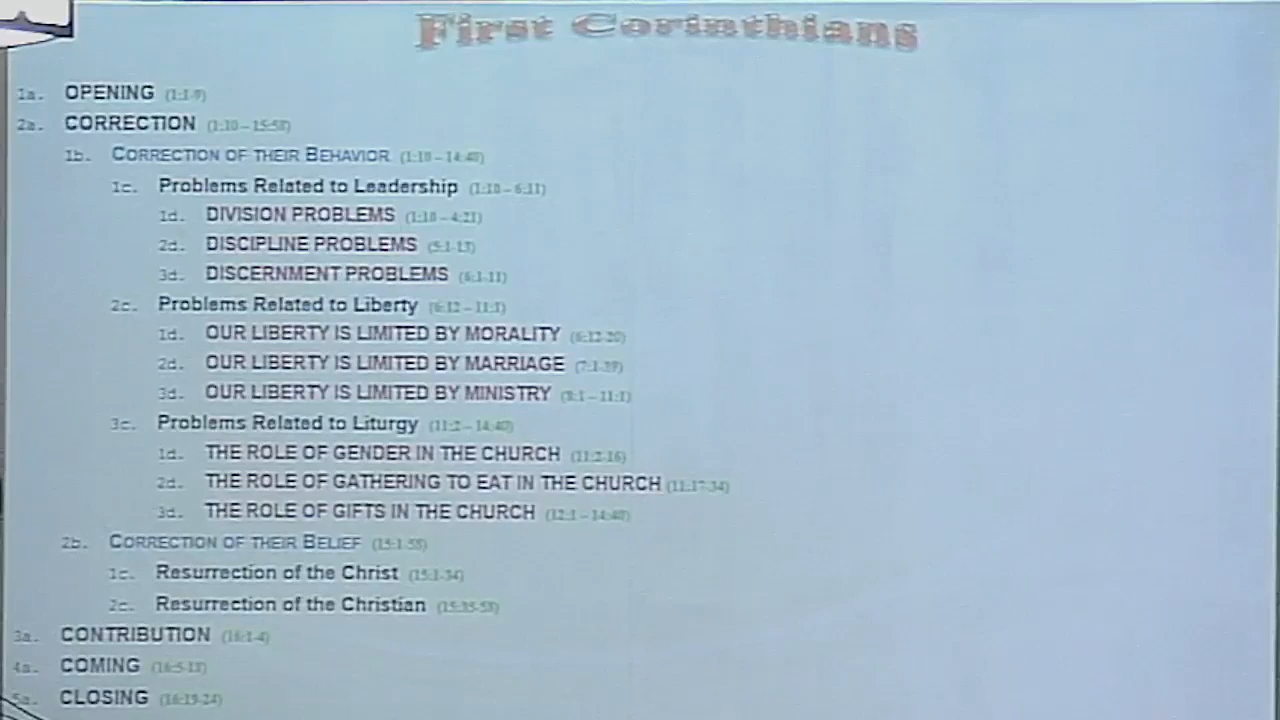 First Corinthians
1a. OPENING (1:1-9)
2a. CORRECTION (1:10 – 15:58)
1b. CORRECTION OF THEIR BEHAVIOR (1:10 – 14:40)
1c. Problems Related to Leadership (1:10 – 6:11)
1d. DIVISION PROBLEMS (1:10 – 4:21)
2d. DISCIPLINE PROBLEMS (5:1-13)
3d. DISCERNMENT PROBLEMS (6:1-11)
2c. Problems Related to Liberty (6:12 – 11:1)
1d. OUR LIBERTY IS LIMITED BY MORALITY (6:12-20)
2d. OUR LIBERTY IS LIMITED BY MARRIAGE
3d. OUR LIBERTY IS LIMITED BY MINISTRY (8:1 – 11:1)
3c. Problems Related to Liturgy (11:2 – 14:40)
1d. THE ROLE OF GENDER IN THE CHURCH (11:2-16)
2d. THE ROLE OF GATHERING TO EAT IN THE CHURCH (11:17-34)
3d. THE ROLE OF GIFTS IN THE CHURCH (12:1 – 14:40)
2b. CORRECTION OF THEIR BELIEF (15:1-58)
1c. Resurrection of the Christ (15:1-34)
2c. Resurrection of the Christian (15:35-58)
3a. CONTRIBUTION (16:1-4)
4a. COMING
5a. CLOSING (16:19-24)